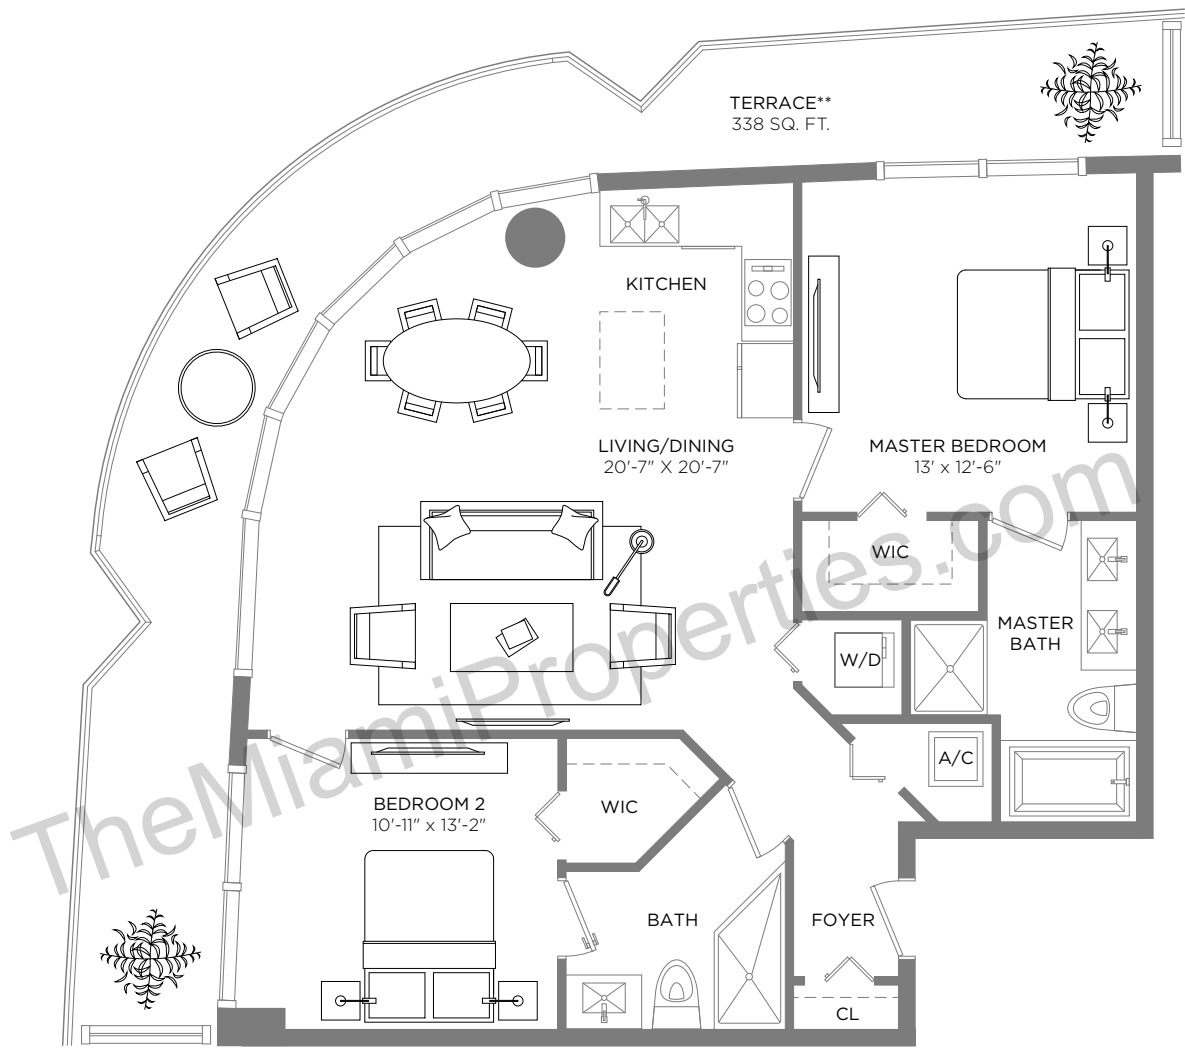 TERRACE**
338 SQ. FT.
KITCHEN
LIVING/DINING
20'-7" X 20'-7"
MASTER BEDROOM
13' x 12'-6"
WIC
MASTER
BATH
W/D
A/C
BEDROOM 2
10'-11" x 13'-2"
WIC
BATH
FOYER
CL
TheMiamiProperties.com